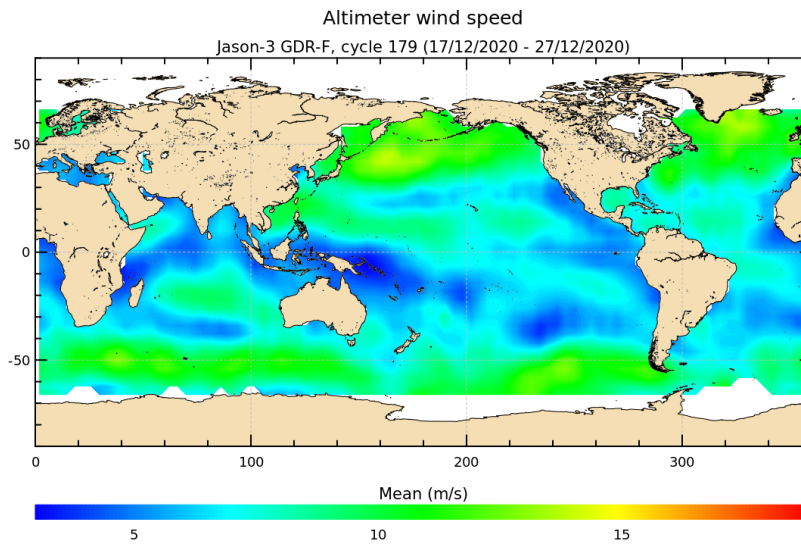 Altimeter wind speed
Jason-3 GDR-F, cycle 179 (17/12/2020 - 27/12/2020)
50
0
-50
0 100 200 300
Mean (m/s)
5 10 15